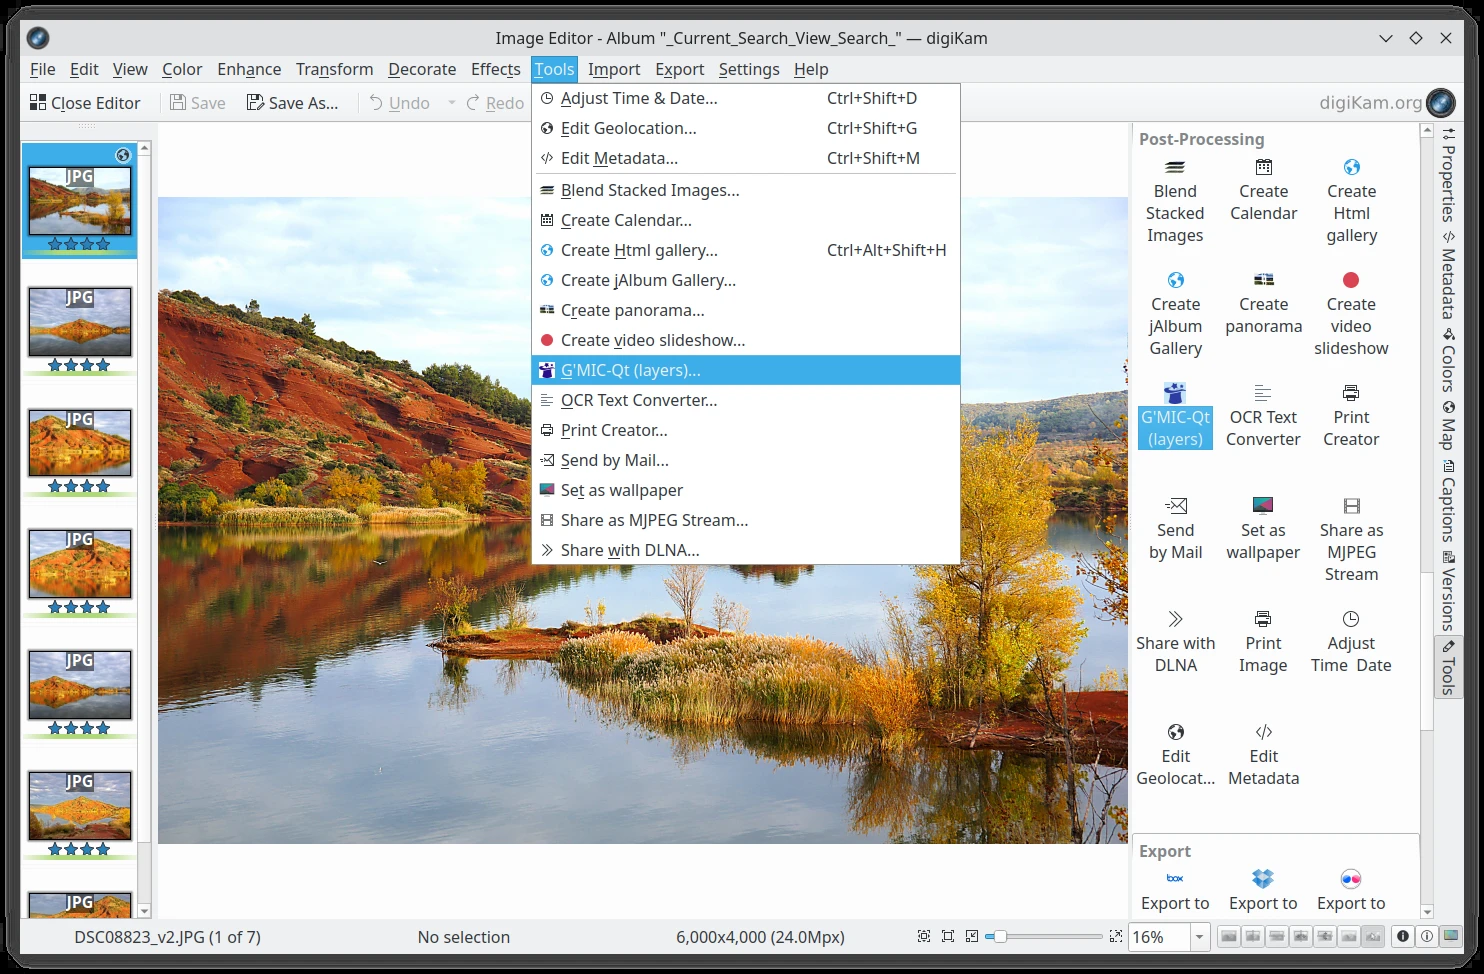 Image Editor - Album "_Current_Search_View_Search_" — digiKam
File Edit View Color Enhance Transform Decorate Effects Tools Import Export Settings Help
Close Editor Save Save As... Undo Redo
digiKam.org
Adjust Time & Date... Ctrl+Shift+D
Edit Geolocation... Ctrl+Shift+G
Edit Metadata... Ctrl+Shift+M
Blend Stacked Images...
Create Calendar...
Create Html gallery... Ctrl+Alt+Shift+H
Create jAlbum Gallery...
Create panorama...
Create video slideshow...
G'MIC-Qt (layers)...
OCR Text Converter...
Print Creator...
Send by Mail...
Set as wallpaper
Share as MJPEG Stream...
Share with DLNA...
JPG
JPG
JPG
JPG
JPG
JPG
JPG
Post-Processing
Blend
Stacked
Images
Create
Calendar
Create
Html
gallery
Create
jAlbum
Gallery
Create
panorama
Create
video
slideshow
G'MIC-Qt
(layers)
OCR Text
Converter
Print
Creator
Send
by Mail
Set as
wallpaper
Share as
MJPEG
Stream
Share with
DLNA
Print
Image
Adjust
Time Date
Edit
Geolocat...
Edit
Metadata
Export
box
Export to
Export to
Export to
Properties
Metadata
Colors
Map
Captions
Versions
Tools
DSC08823_v2.JPG (1 of 7)
No selection
6,000x4,000 (24.0Mpx)
16%